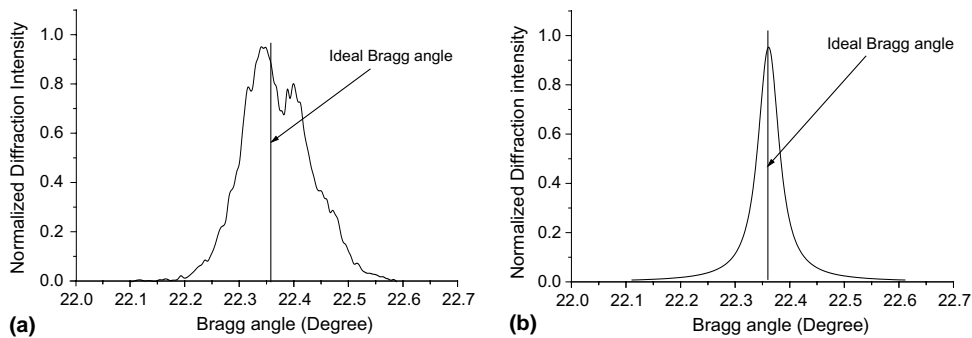 Normalized Diffraction Intensity
1.0
0.8
0.6
0.4
0.2
0.0
Ideal Bragg angle
22.0 22.1 22.2 22.3 22.4 22.5 22.6 22.7
Bragg angle (Degree)
(a)
Normalized Diffraction intensity
1.0
0.8
0.6
0.4
0.2
0.0
Ideal Bragg angle
22.0 22.1 22.2 22.3 22.4 22.5 22.6 22.7
Bragg angle (Degree)
(b)